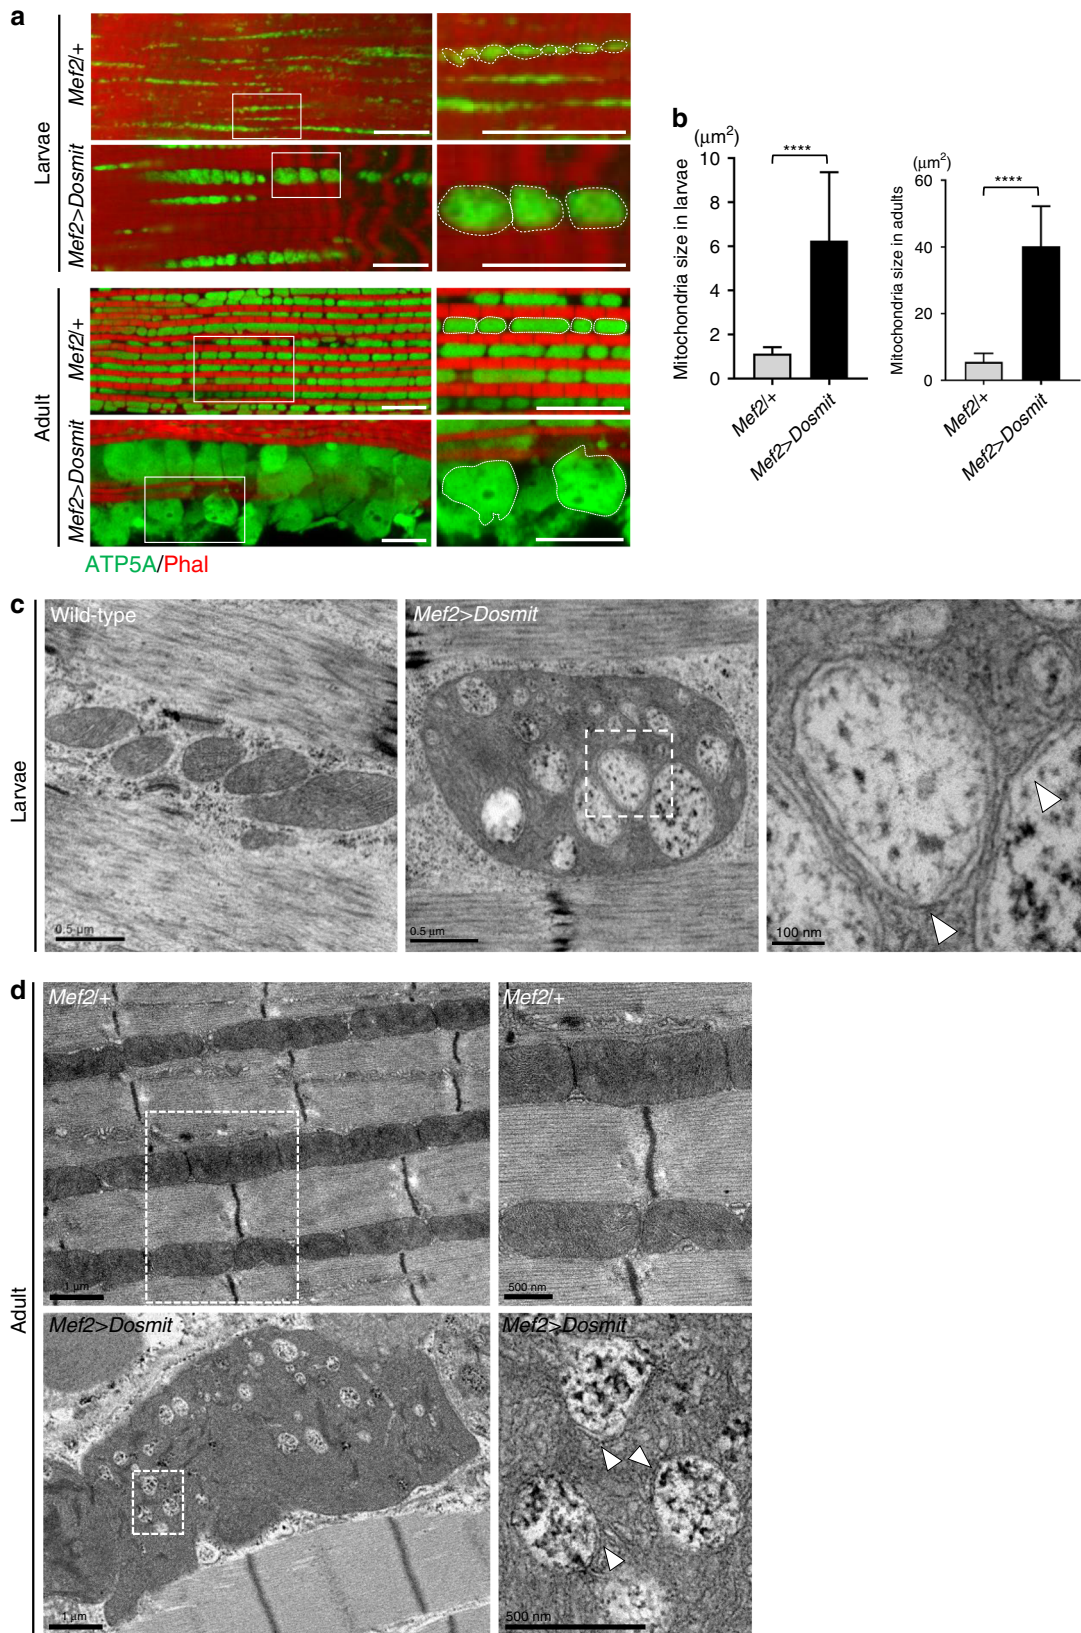 a
Larvae
Mef2/+
Mef2>Dosmit
Adult
Mef2/+
Mef2>Dosmit
ATP5A/Phal
b
(μm²)
Mitochondria size in larvae
10
8
6
4
2
0
****
Mef2/+
Mef2>Dosmit
(μm²)
Mitochondria size in adults
60
40
20
0
****
Mef2/+
Mef2>Dosmit
c
Larvae
Wild-type
0.5 μm
Mef2>Dosmit
0.5 μm
100 nm
d
Adult
Mef2/+
1 μm
Mef2/+
500 nm
Mef2>Dosmit
1 μm
Mef2>Dosmit
500 nm